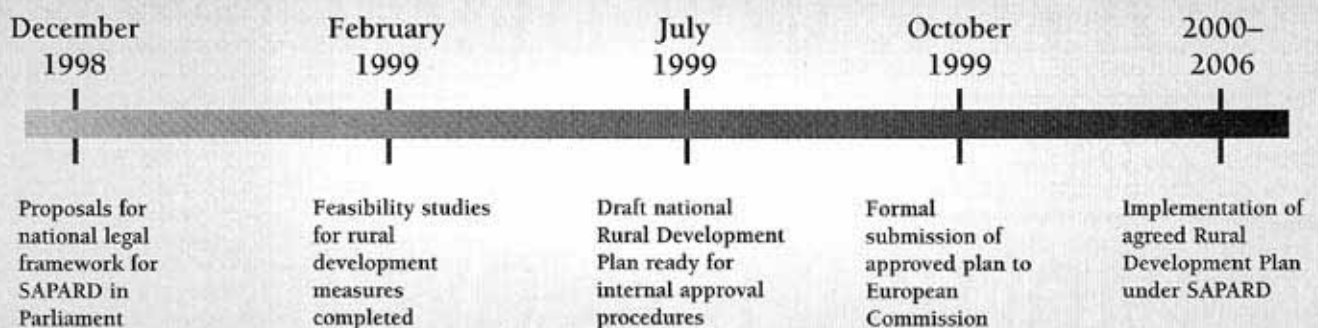 December
1998
February
1999
July
1999
October
1999
2000–
2006
Proposals for
national legal
framework for
SAPARD in
Parliament
Feasibility studies
for rural
development
measures
completed
Draft national
Rural Development
Plan ready for
internal approval
procedures
Formal
submission of
approved plan to
European
Commission
Implementation of
agreed Rural
Development Plan
under SAPARD